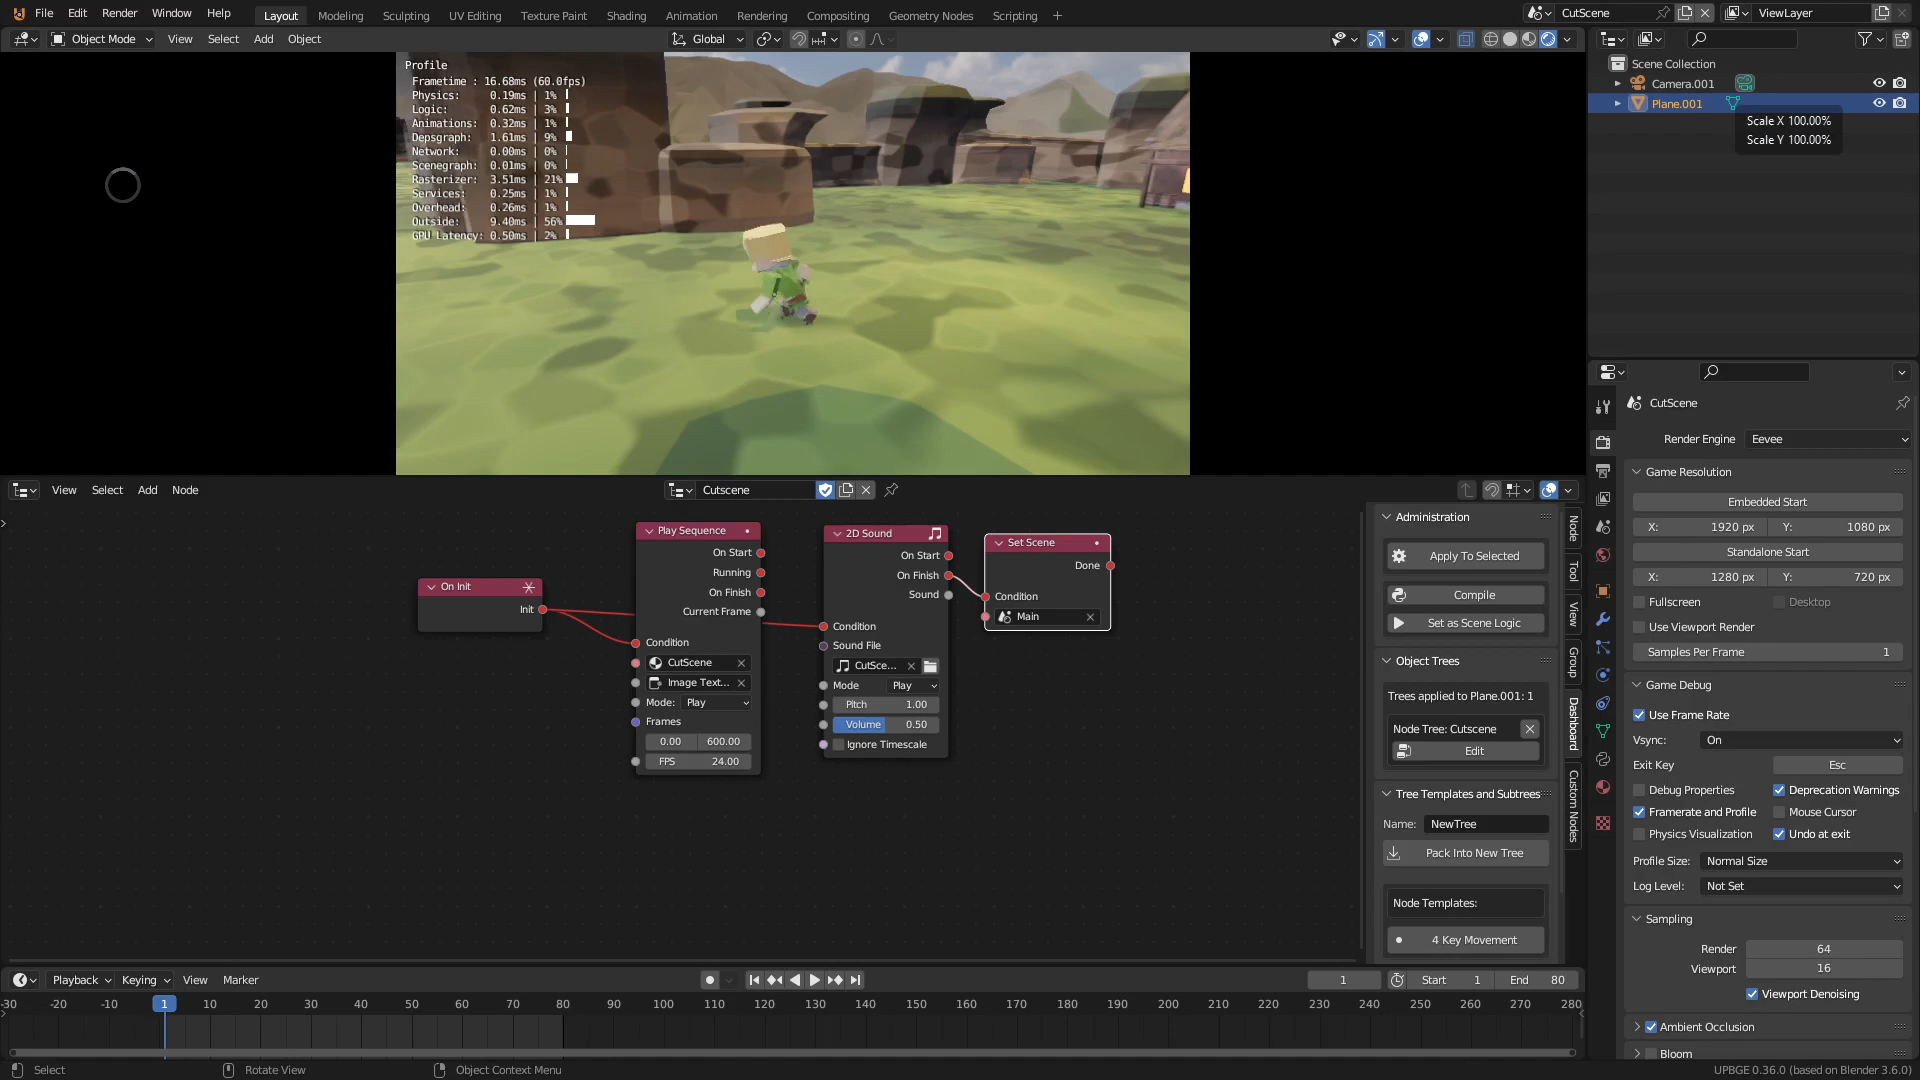 File Edit Render Window Help Layout Modeling Sculpting UV Editing Texture Paint Shading Animation Rendering Compositing Geometry Nodes Scripting + CutScene ViewLayer
Object Mode View Select Add Object Global
Scene Collection
Camera.001
Plane.001
Scale X 100.00%
Scale Y 100.00%
Profile
Frametime : 16.68ms (60.0fps)
Physics: 0.19ms | 1%
Logic: 0.62ms | 3%
Animations: 0.32ms | 1%
Depsgraph: 1.61ms | 9%
Network: 0.00ms | 0%
Scenegraph: 0.01ms | 0%
Rasterizer: 3.51ms | 21%
Services: 0.25ms | 1%
Overhead: 0.26ms | 1%
Outside: 9.40ms | 56%
GPU Latency: 0.50ms | 2%
View Select Add Node Cutscene
On Init
Init
Play Sequence
On Start
Running
On Finish
Current Frame
Condition
CutScene
Image Text...
Mode: Play
Frames
0.00 600.00
FPS 24.00
2D Sound
On Start
On Finish
Sound
Condition
Sound File
CutSce...
Mode Play
Pitch 1.00
Volume 0.50
Ignore Timescale
Set Scene
Done
Condition
Main
Administration
Apply To Selected
Compile
Set as Scene Logic
Object Trees
Trees applied to Plane.001: 1
Node Tree: Cutscene
Edit
Tree Templates and Subtrees
Name: NewTree
Pack Into New Tree
Node Templates:
4 Key Movement
Node
Tool
View
Group
Dashboard
Custom Nodes
CutScene
Render Engine Eevee
Game Resolution
Embedded Start
X: 1920 px Y: 1080 px
Standalone Start
X: 1280 px Y: 720 px
Fullscreen Desktop
Use Viewport Render
Samples Per Frame 1
Game Debug
Use Frame Rate
Vsync: On
Exit Key Esc
Debug Properties Deprecation Warnings
Framerate and Profile Mouse Cursor
Physics Visualization Undo at exit
Profile Size: Normal Size
Log Level: Not Set
Sampling
Render 64
Viewport 16
Viewport Denoising
Ambient Occlusion
Bloom
Playback Keying View Marker 1 Start 1 End 80
-30 -20 -10 1 10 20 30 40 50 60 70 80 90 100 110 120 130 140 150 160 170 180 190 200 210 220 230 240 250 260 270 280
Select Rotate View Object Context Menu UPBGE 0.36.0 (based on Blender 3.6.0)